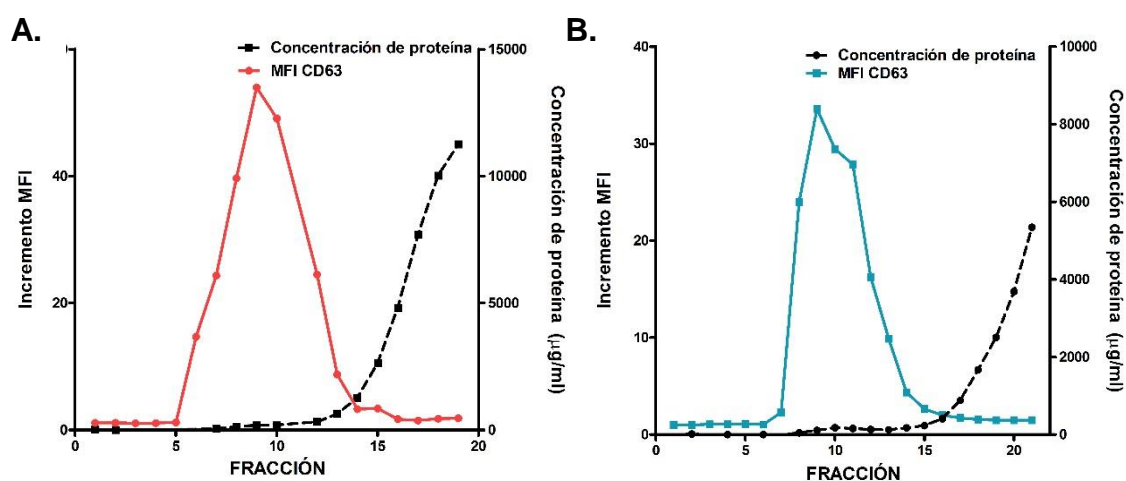 A.
Concentración de proteína
MFI CD63
Incremento MFI
60
40
20
0
15000
10000
5000
0
Concentración de proteína (μg/ml)
0 5 10 15 20
FRACCIÓN
B.
Concentración de proteína
MFI CD63
Incremento MFI
40
30
20
10
0
10000
8000
6000
4000
2000
0
Concentración de proteína (μg/ml)
0 5 10 15 20
FRACCIÓN